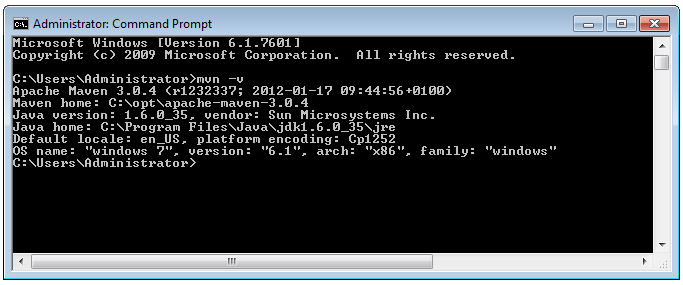 Administrator: Command Prompt
Microsoft Windows [Version 6.1.7601]
Copyright (c) 2009 Microsoft Corporation.  All rights reserved.
C:\Users\Administrator>mvn -v
Apache Maven 3.0.4 (r1232337; 2012-01-17 09:44:56+0100)
Maven home: C:\opt\apache-maven-3.0.4
Java version: 1.6.0_35, vendor: Sun Microsystems Inc.
Java home: C:\Program Files\Java\jdk1.6.0_35\jre
Default locale: en_US, platform encoding: Cp1252
OS name: "windows 7", version: "6.1", arch: "x86", family: "windows"
C:\Users\Administrator>